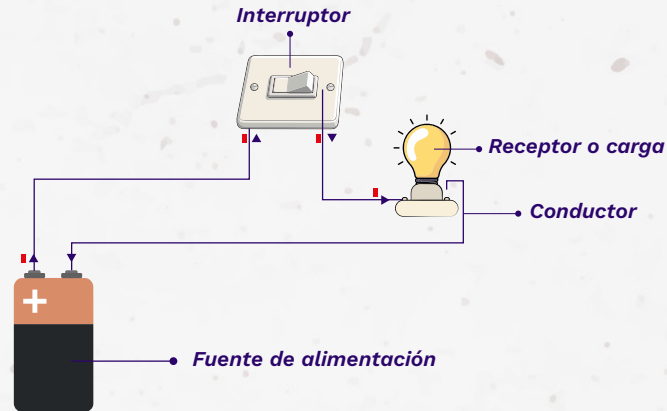 Interruptor
Receptor o carga
Conductor
+
Fuente de alimentación